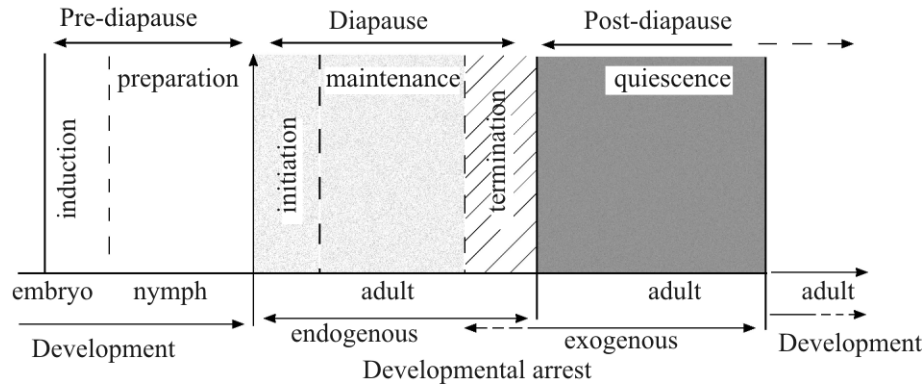 Pre-diapause Diapause Post-diapause
preparation maintenance quiescence
induction
initiation
termination
embryo nymph adult adult adult
Development endogenous exogenous Development
Developmental arrest